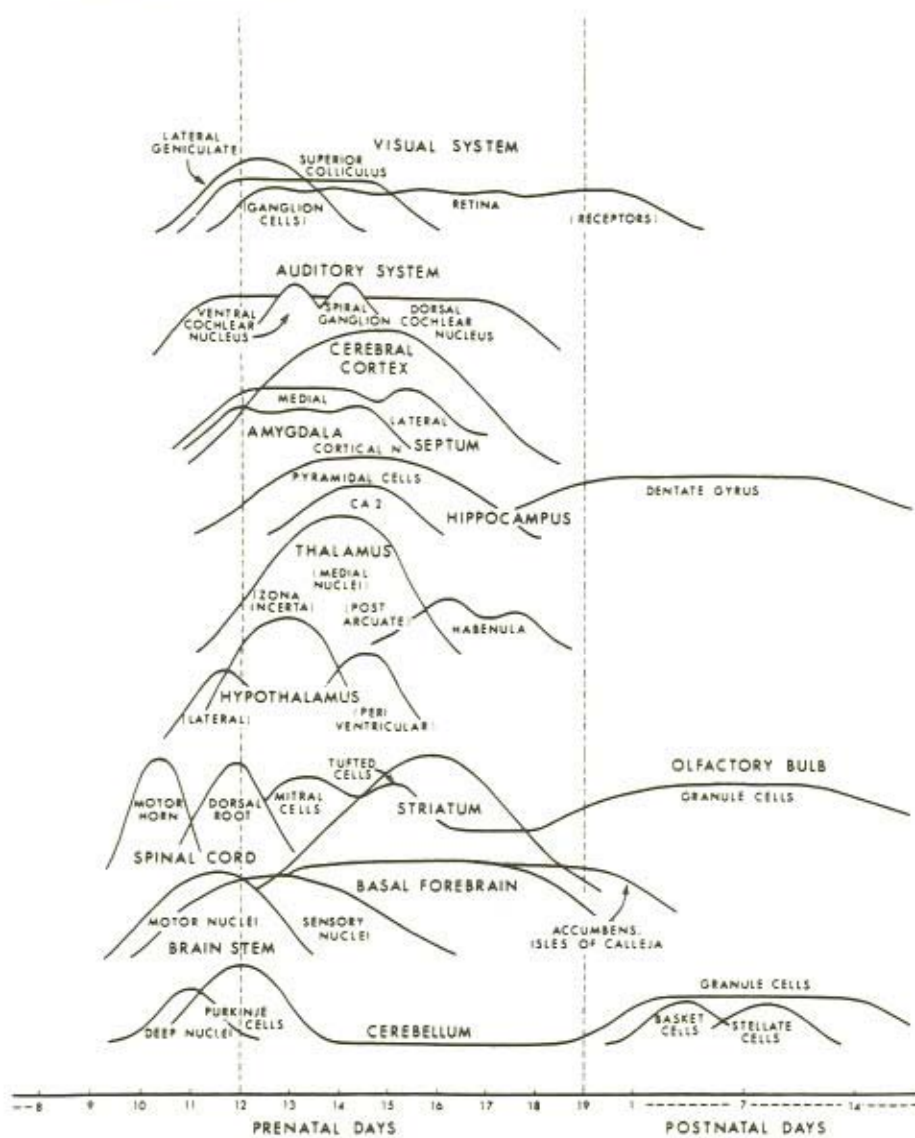 LATERAL
GENICULATE
VISUAL SYSTEM
SUPERIOR
COLLICULUS
(GANGLION
CELLS)
RETINA
(RECEPTORS)
AUDITORY SYSTEM
VENTRAL
COCHLEAR
NUCLEUS
SPIRAL
GANGLION
DORSAL
COCHLEAR
NUCLEUS
CEREBRAL
CORTEX
MEDIAL
LATERAL
AMYGDALA
SEPTUM
CORTICAL N
PYRAMIDAL CELLS
CA 2
HIPPOCAMPUS
DENTATE GYRUS
THALAMUS
(MEDIAL
NUCLEI)
(ZONA
INCERTA)
(POST
ARCUATE)
HABENULA
HYPOTHALAMUS
(LATERAL)
(PERI
VENTRICULAR)
TUFTED
CELLS
OLFACTORY BULB
GRANULE CELLS
MOTOR
HORN
DORSAL
ROOT
MITRAL
CELLS
STRIATUM
SPINAL CORD
BASAL FOREBRAIN
MOTOR NUCLEI
SENSORY
NUCLEI
BRAIN STEM
ACCUMBENS,
ISLES OF CALLEJA
GRANULE CELLS
PURKINJE
CELLS
DEEP NUCLEI
CEREBELLUM
BASKET
CELLS
STELLATE
CELLS
8 9 10 11 12 13 14 15 16 17 18 19 1 7 14
PRENATAL DAYS POSTNATAL DAYS